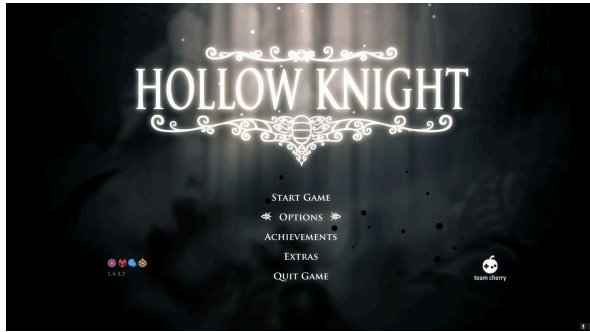 HOLLOW KNIGHT
START GAME
OPTIONS
ACHIEVEMENTS
EXTRAS
QUIT GAME
1.4.3.2
team cherry